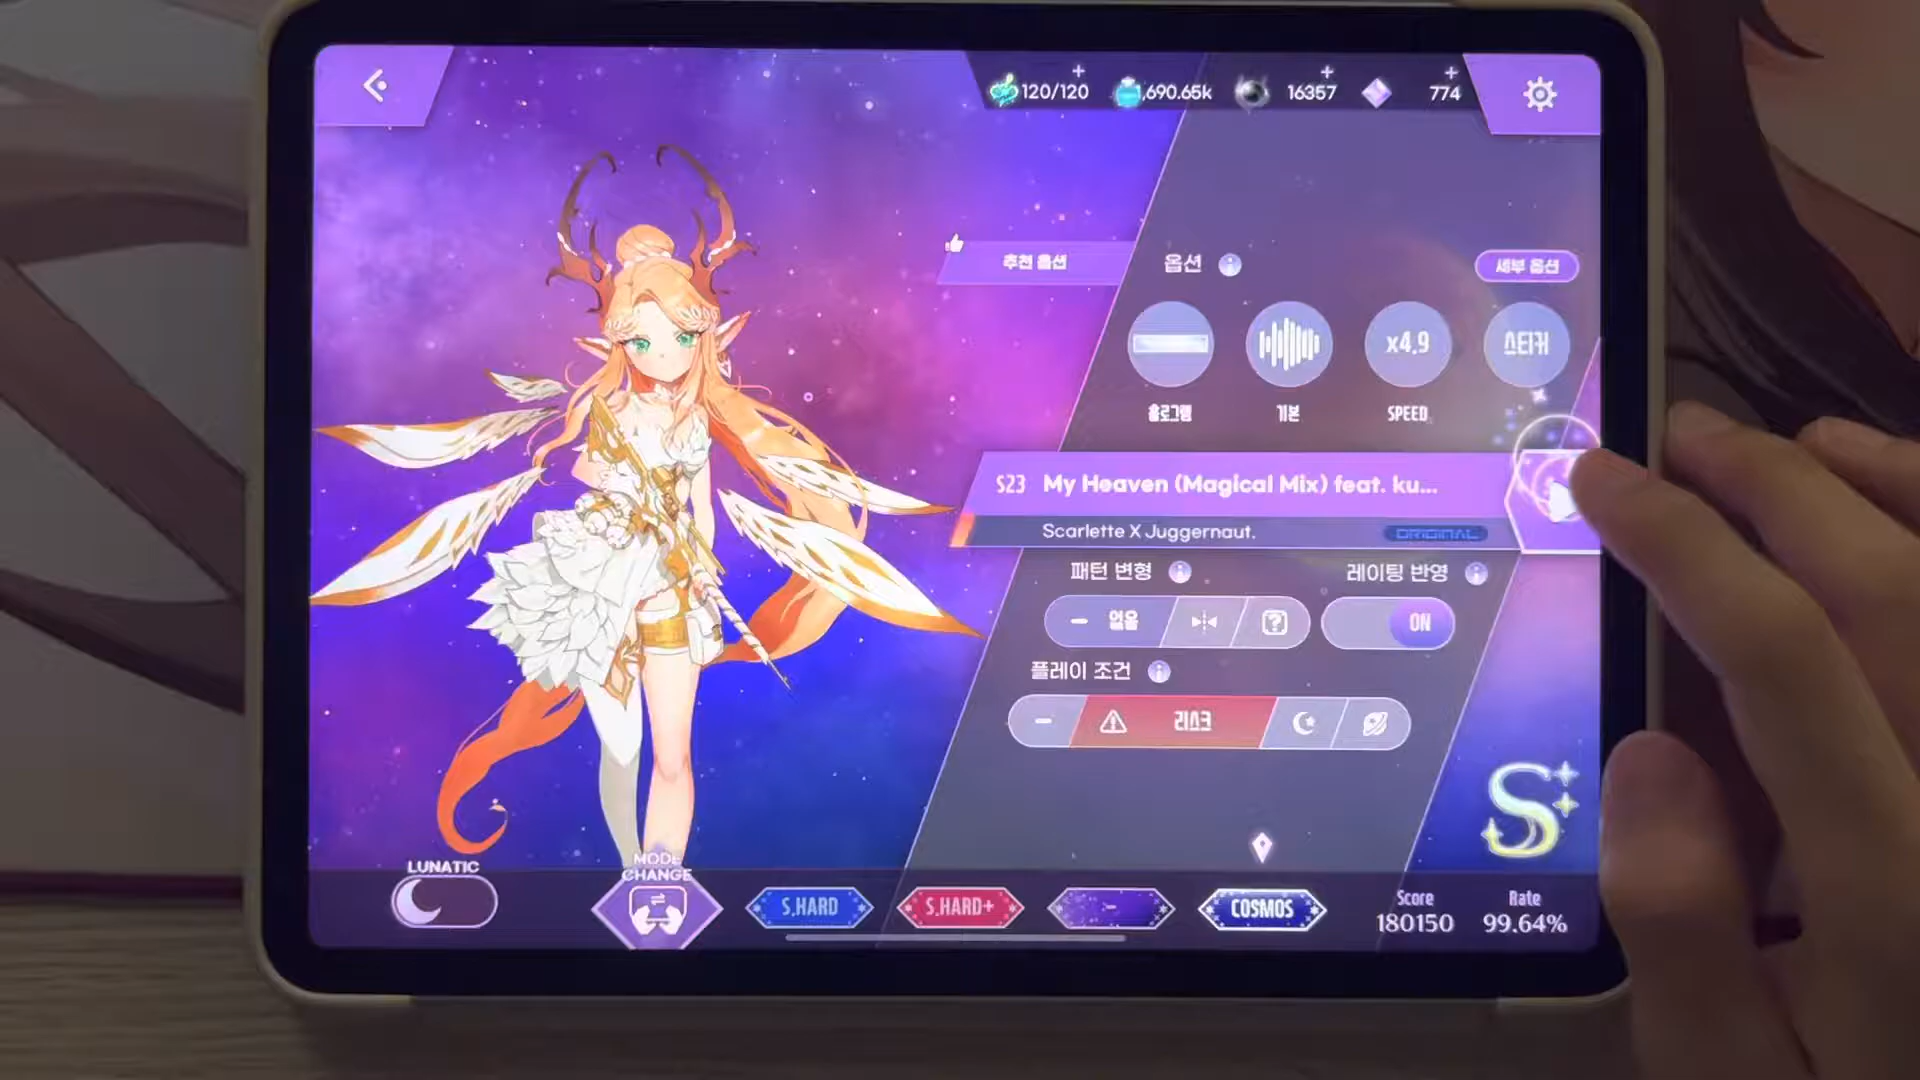 120/120
,690.65k
16357
774
추천 옵션
옵션
세부 옵션
x4.9
스티커
홀로그램
기본
SPEED
S23 My Heaven (Magical Mix) feat. ku...
Scarlette X Juggernaut.
ORIGINAL
패턴 변형
레이팅 반영
없음
ON
플레이 조건
리스크
S
LUNATIC
MODE
CHANGE
S.HARD
S.HARD+
COSMOS
Score
180150
Rate
99.64%